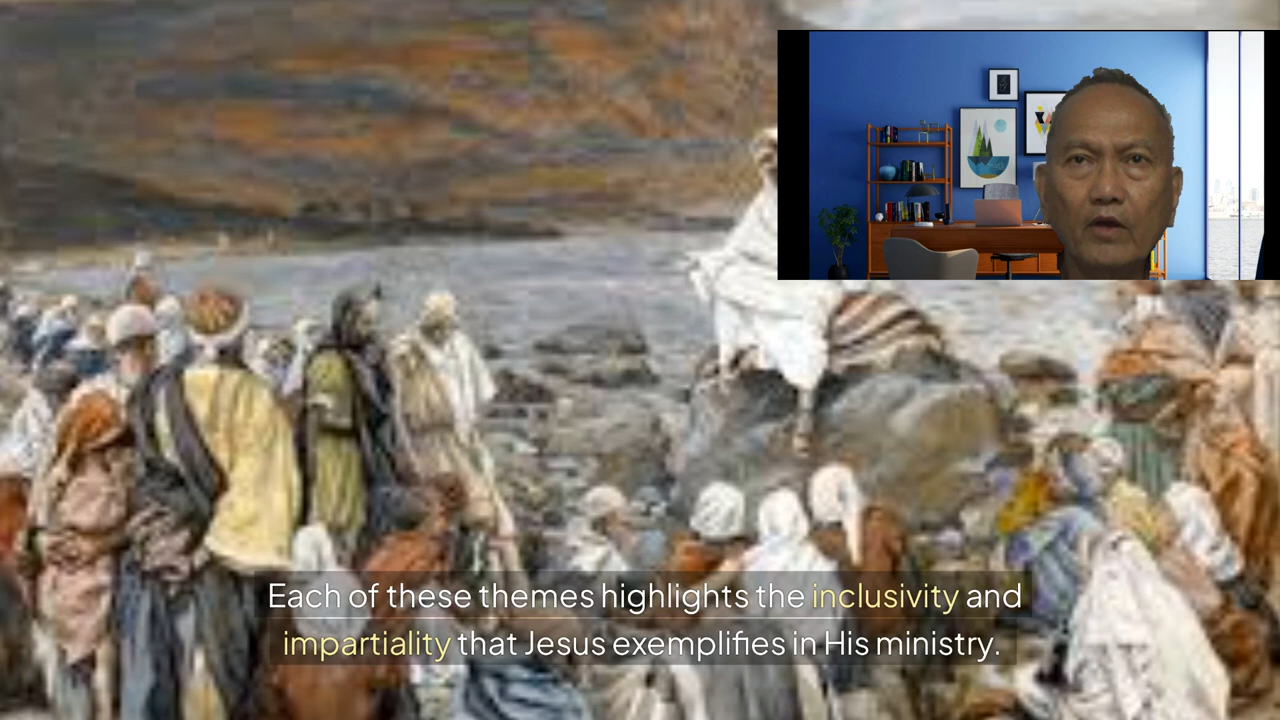 Each of these themes highlights the inclusivity and
impartiality that Jesus exemplifies in His ministry.